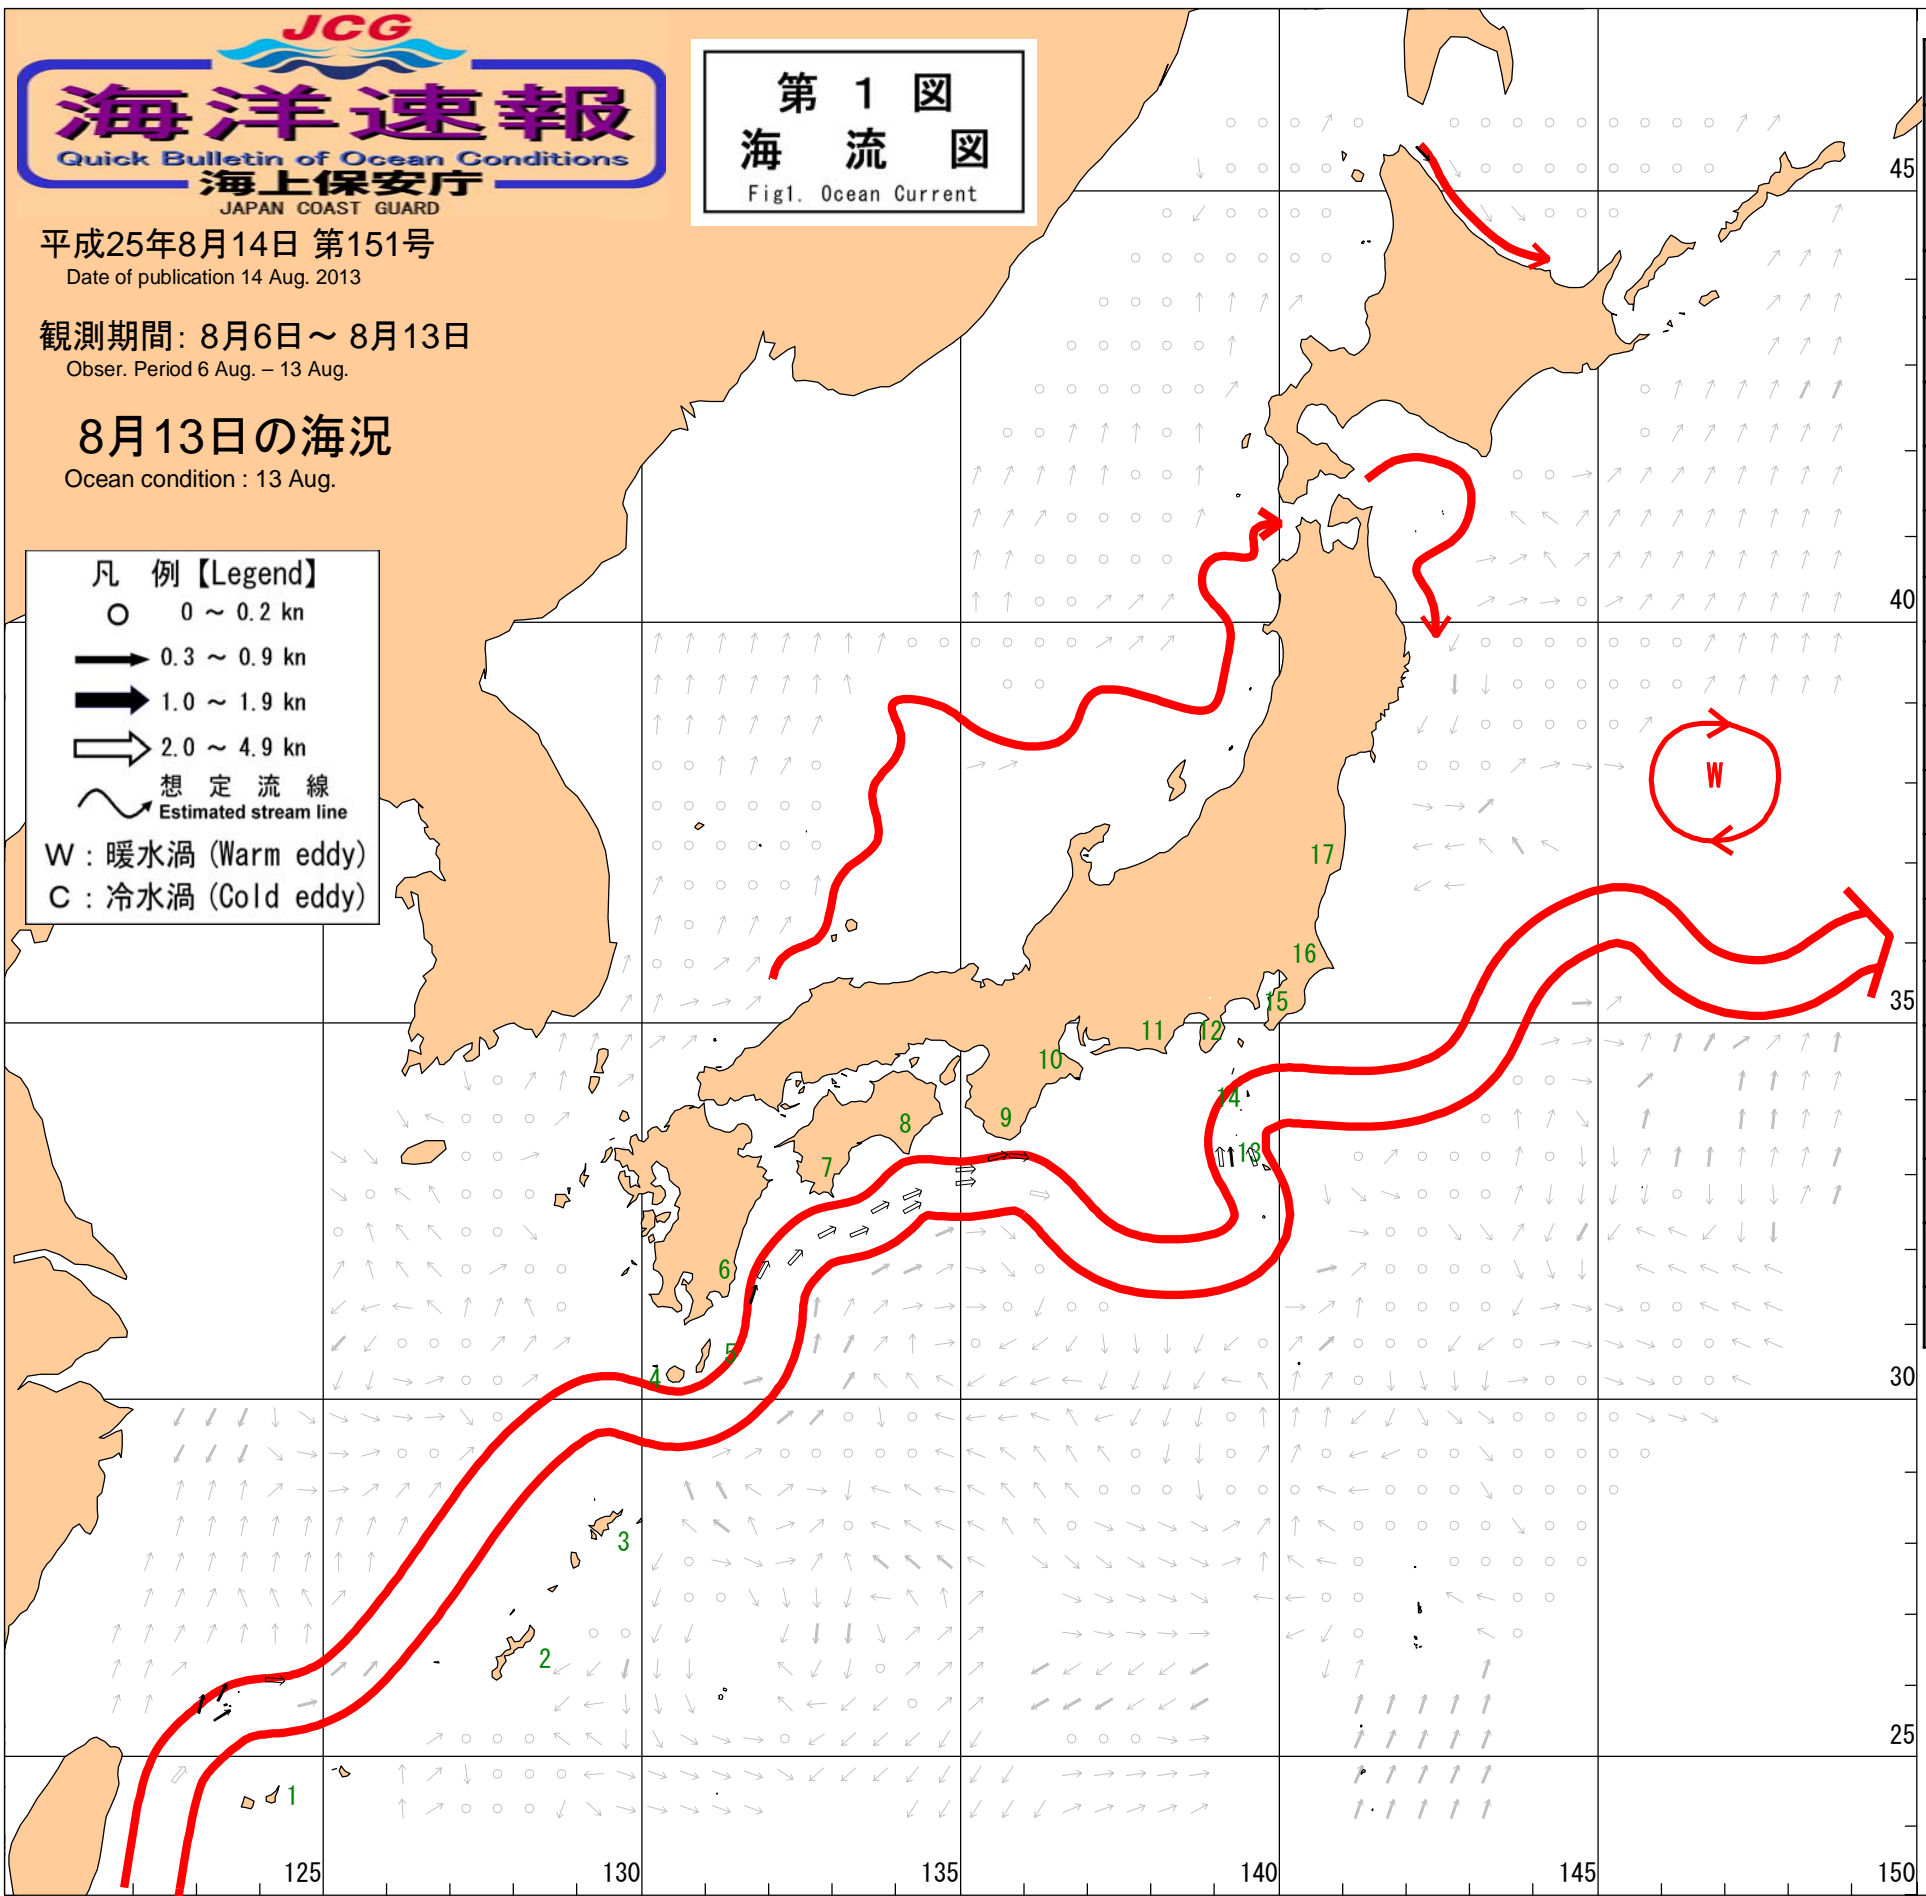 JCG
海洋速報
Quick Bulletin of Ocean Conditions
海上保安庁
JAPAN COAST GUARD
平成25年8月14日 第151号
Date of publication 14 Aug. 2013
観測期間: 8月6日～ 8月13日
Obser. Period 6 Aug. – 13 Aug.
8月13日の海況
Ocean condition : 13 Aug.
第 1 図
海 流 図
Fig1. Ocean Current
凡 例【Legend】
0 ～ 0.2 kn
0.3 ～ 0.9 kn
1.0 ～ 1.9 kn
2.0 ～ 4.9 kn
想 定 流 線
Estimated stream line
W : 暖水渦 (Warm eddy)
C : 冷水渦 (Cold eddy)
45
40
W
17
16
35
15
12
11
10
14
9
8
13
7
6
5
4
30
3
2
25
1
125
130
135
140
145
150